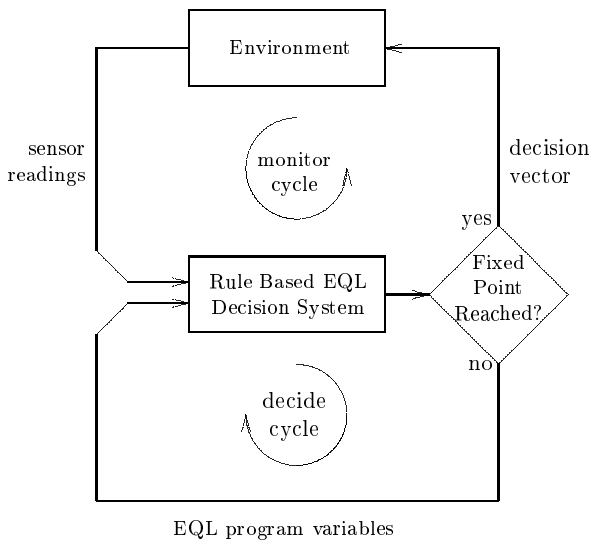 Environment
sensor
readings
monitor
cycle
decision
vector
yes
Rule Based EQL
Decision System
Fixed
Point
Reached?
no
decide
cycle
EQL program variables